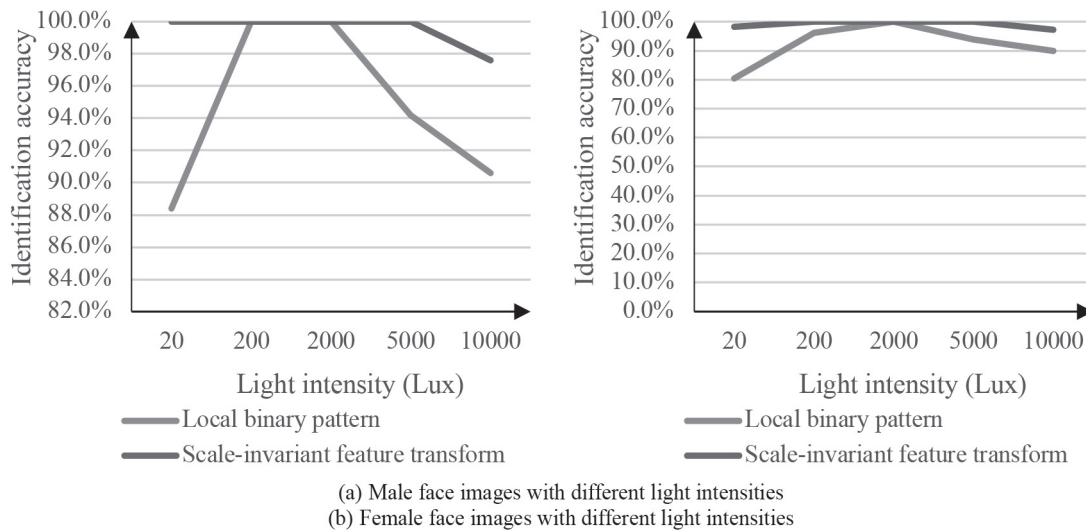 Identification accuracy
100.0%
98.0%
96.0%
94.0%
92.0%
90.0%
88.0%
86.0%
84.0%
82.0%
20 200 2000 5000 10000
Light intensity (Lux)
Local binary pattern
Scale-invariant feature transform
Identification accuracy
100.0%
90.0%
80.0%
70.0%
60.0%
50.0%
40.0%
30.0%
20.0%
10.0%
0.0%
20 200 2000 5000 10000
Light intensity (Lux)
Local binary pattern
Scale-invariant feature transform
(a) Male face images with different light intensities
(b) Female face images with different light intensities